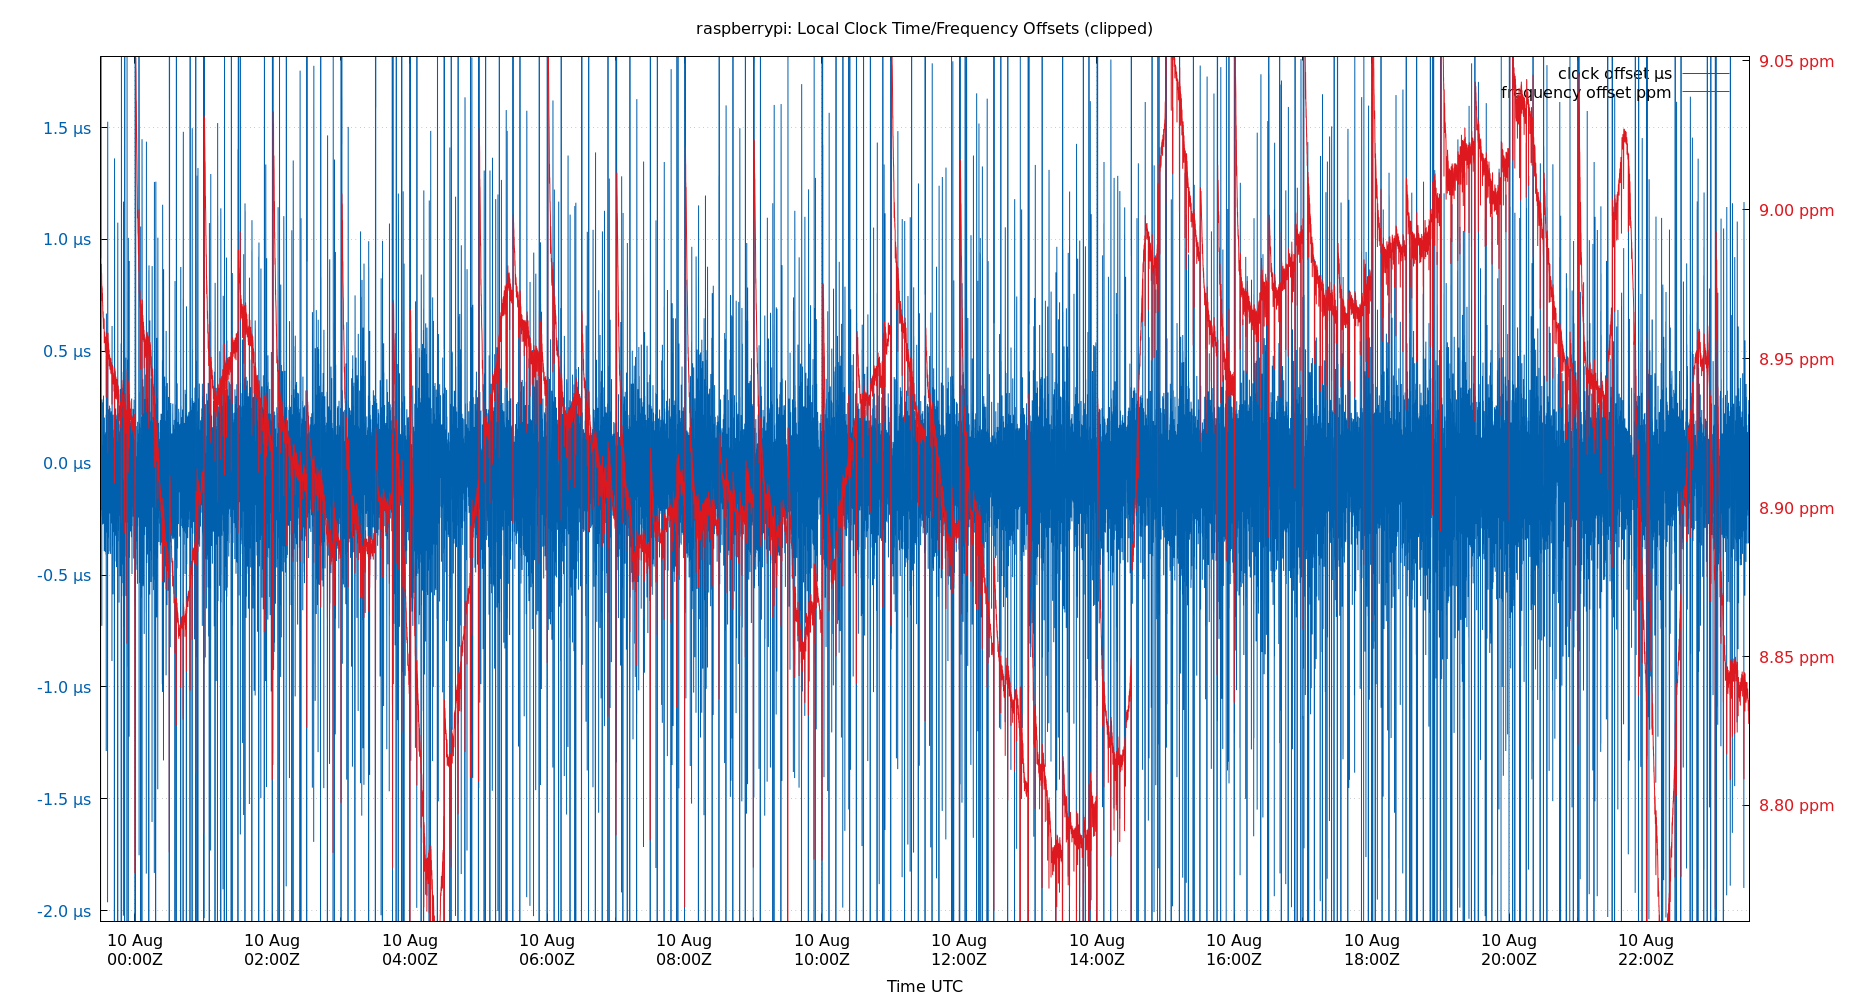 raspberrypi: Local Clock Time/Frequency Offsets (clipped)
clock offset µs
frequency offset ppm
1.5 µs
1.0 µs
0.5 µs
0.0 µs
-0.5 µs
-1.0 µs
-1.5 µs
-2.0 µs
9.05 ppm
9.00 ppm
8.95 ppm
8.90 ppm
8.85 ppm
8.80 ppm
10 Aug 10 Aug 10 Aug 10 Aug 10 Aug 10 Aug 10 Aug 10 Aug 10 Aug 10 Aug 10 Aug 10 Aug
00:00Z 02:00Z 04:00Z 06:00Z 08:00Z 10:00Z 12:00Z 14:00Z 16:00Z 18:00Z 20:00Z 22:00Z
Time UTC